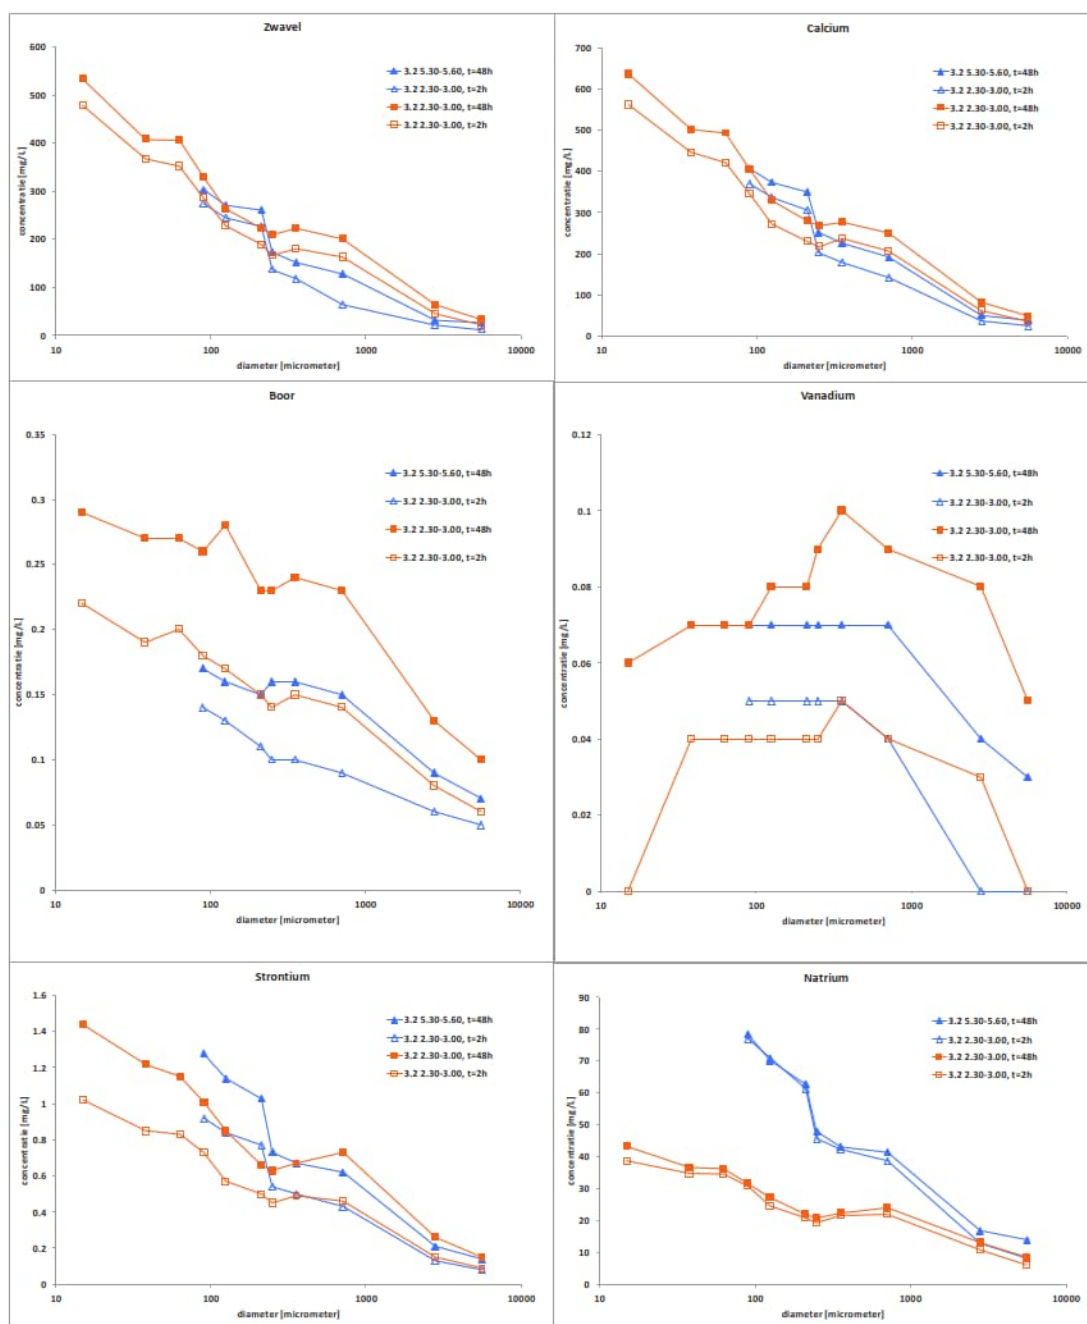 Zwavel
600
500
400
300
200
100
0
concentratie [mg/L]
10 100 1000 10000
diameter [micrometer]
3.2 5.30-5.60, t=48h
3.2 2.30-3.00, t=2h
3.2 2.30-3.00, t=48h
3.2 2.30-3.00, t=2h
Calcium
700
600
500
400
300
200
100
0
concentratie [mg/L]
10 100 1000 10000
diameter [micrometer]
3.2 5.30-5.60, t=48h
3.2 2.30-3.00, t=2h
3.2 2.30-3.00, t=48h
3.2 2.30-3.00, t=2h
Boor
0.35
0.3
0.25
0.2
0.15
0.1
0.05
0
concentratie [mg/L]
10 100 1000 10000
diameter [micrometer]
3.2 5.30-5.60, t=48h
3.2 2.30-3.00, t=2h
3.2 2.30-3.00, t=48h
3.2 2.30-3.00, t=2h
Vanadium
0.12
0.1
0.08
0.06
0.04
0.02
0
concentratie [mg/L]
10 100 1000 10000
diameter [micrometer]
3.2 5.30-5.60, t=48h
3.2 2.30-3.00, t=2h
3.2 2.30-3.00, t=48h
3.2 2.30-3.00, t=2h
Strontium
1.6
1.4
1.2
1
0.8
0.6
0.4
0.2
0
concentratie [mg/L]
10 100 1000 10000
diameter [micrometer]
3.2 5.30-5.60, t=48h
3.2 2.30-3.00, t=2h
3.2 2.30-3.00, t=48h
3.2 2.30-3.00, t=2h
Natrium
90
80
70
60
50
40
30
20
10
0
concentratie [mg/L]
10 100 1000 10000
diameter [micrometer]
3.2 5.30-5.60, t=48h
3.2 2.30-3.00, t=2h
3.2 2.30-3.00, t=48h
3.2 2.30-3.00, t=2h